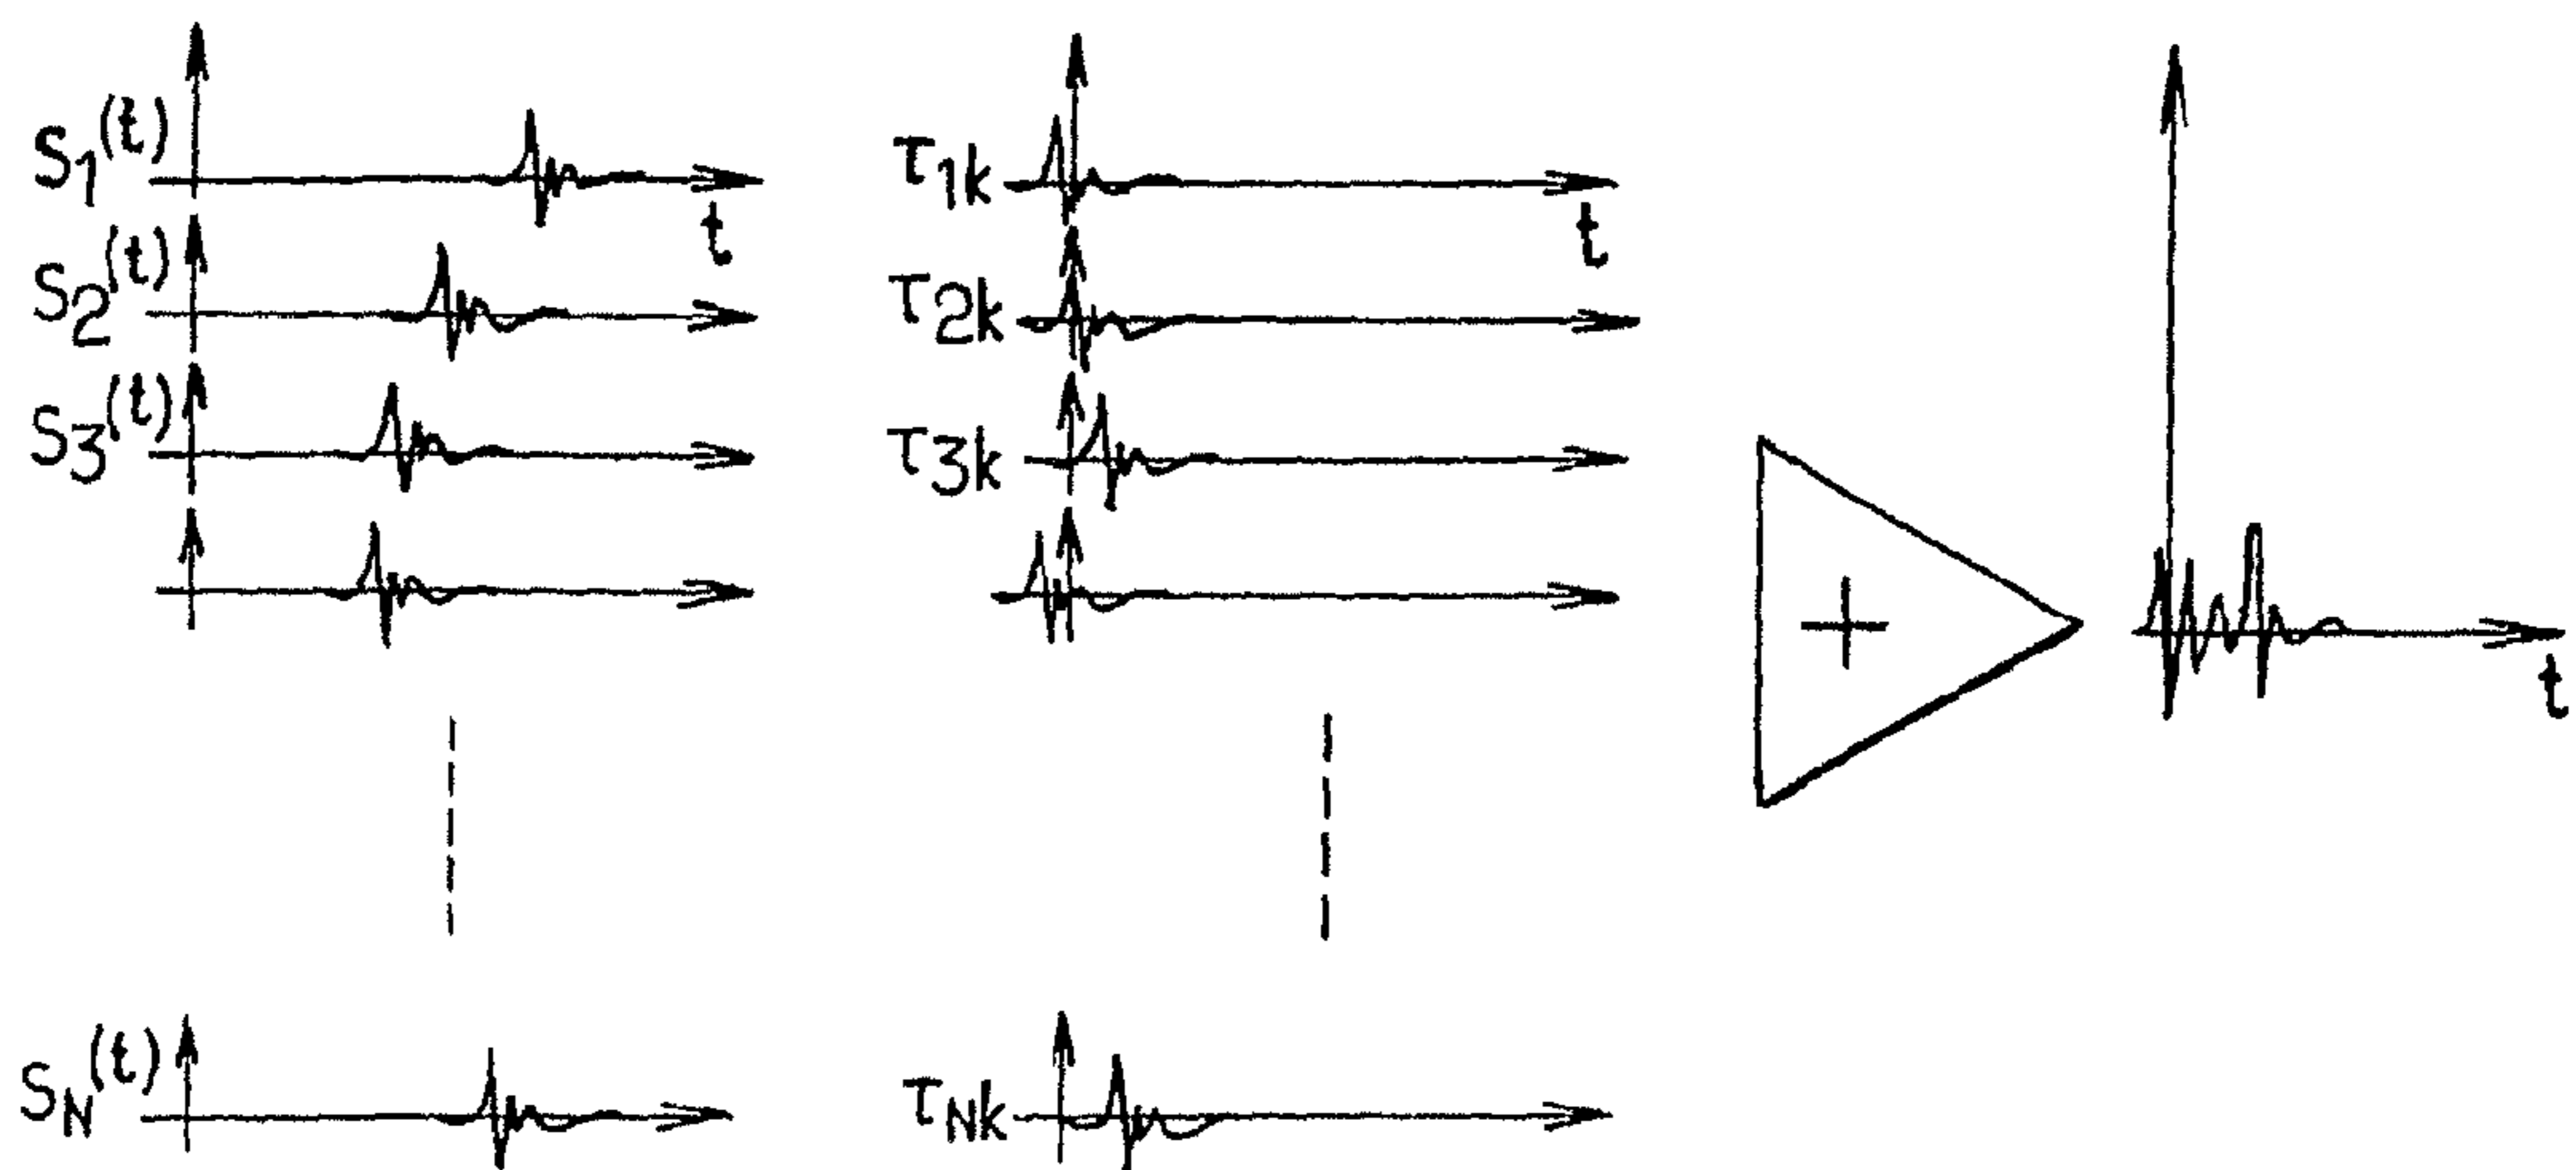 S1(t)
t
S2(t)
S3(t)
SN(t)
τ1k
t
τ2k
τ3k
τNk
+
t